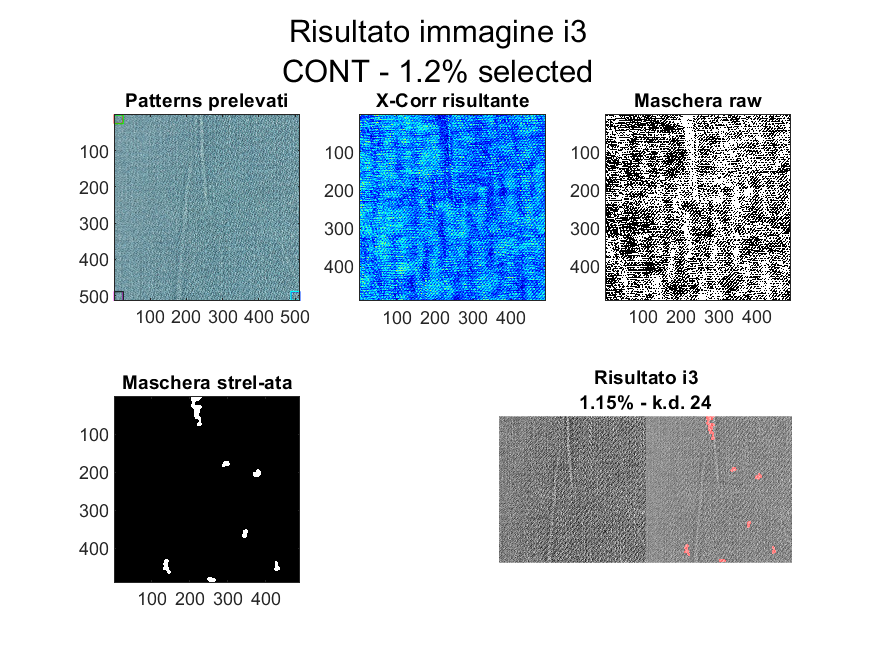 Risultato immagine i3
CONT - 1.2% selected
Patterns prelevati
100
200
300
400
500
100 200 300 400 500
X-Corr risultante
100
200
300
400
100 200 300 400
Maschera raw
100
200
300
400
100 200 300 400
Maschera strel-ata
100
200
300
400
100 200 300 400
Risultato i3
1.15% - k.d. 24